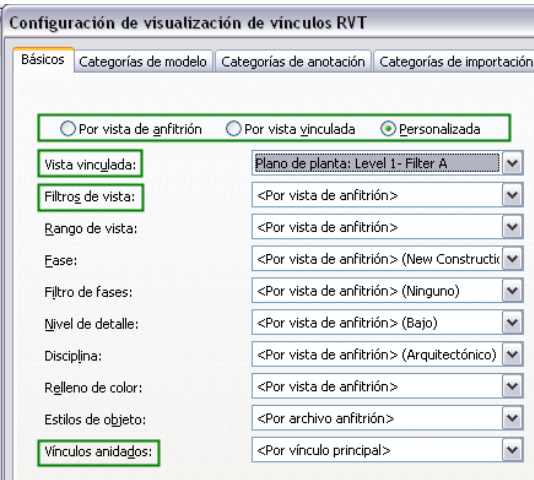 Configuración de visualización de vínculos RVT
Básicos Categorías de modelo Categorías de anotación Categorías de importación
Por vista de anfitrión Por vista vinculada Personalizada
Vista vinculada: Plano de planta: Level 1- Filter A
Filtros de vista: <Por vista de anfitrión>
Rango de vista: <Por vista de anfitrión>
Fase: <Por vista de anfitrión> (New Constructi
Filtro de fases: <Por vista de anfitrión> (Ninguno)
Nivel de detalle: <Por vista de anfitrión> (Bajo)
Disciplina: <Por vista de anfitrión> (Arquitectónico)
Relleno de color: <Por vista de anfitrión>
Estilos de objeto: <Por archivo anfitrión>
Vínculos anidados: <Por vínculo principal>